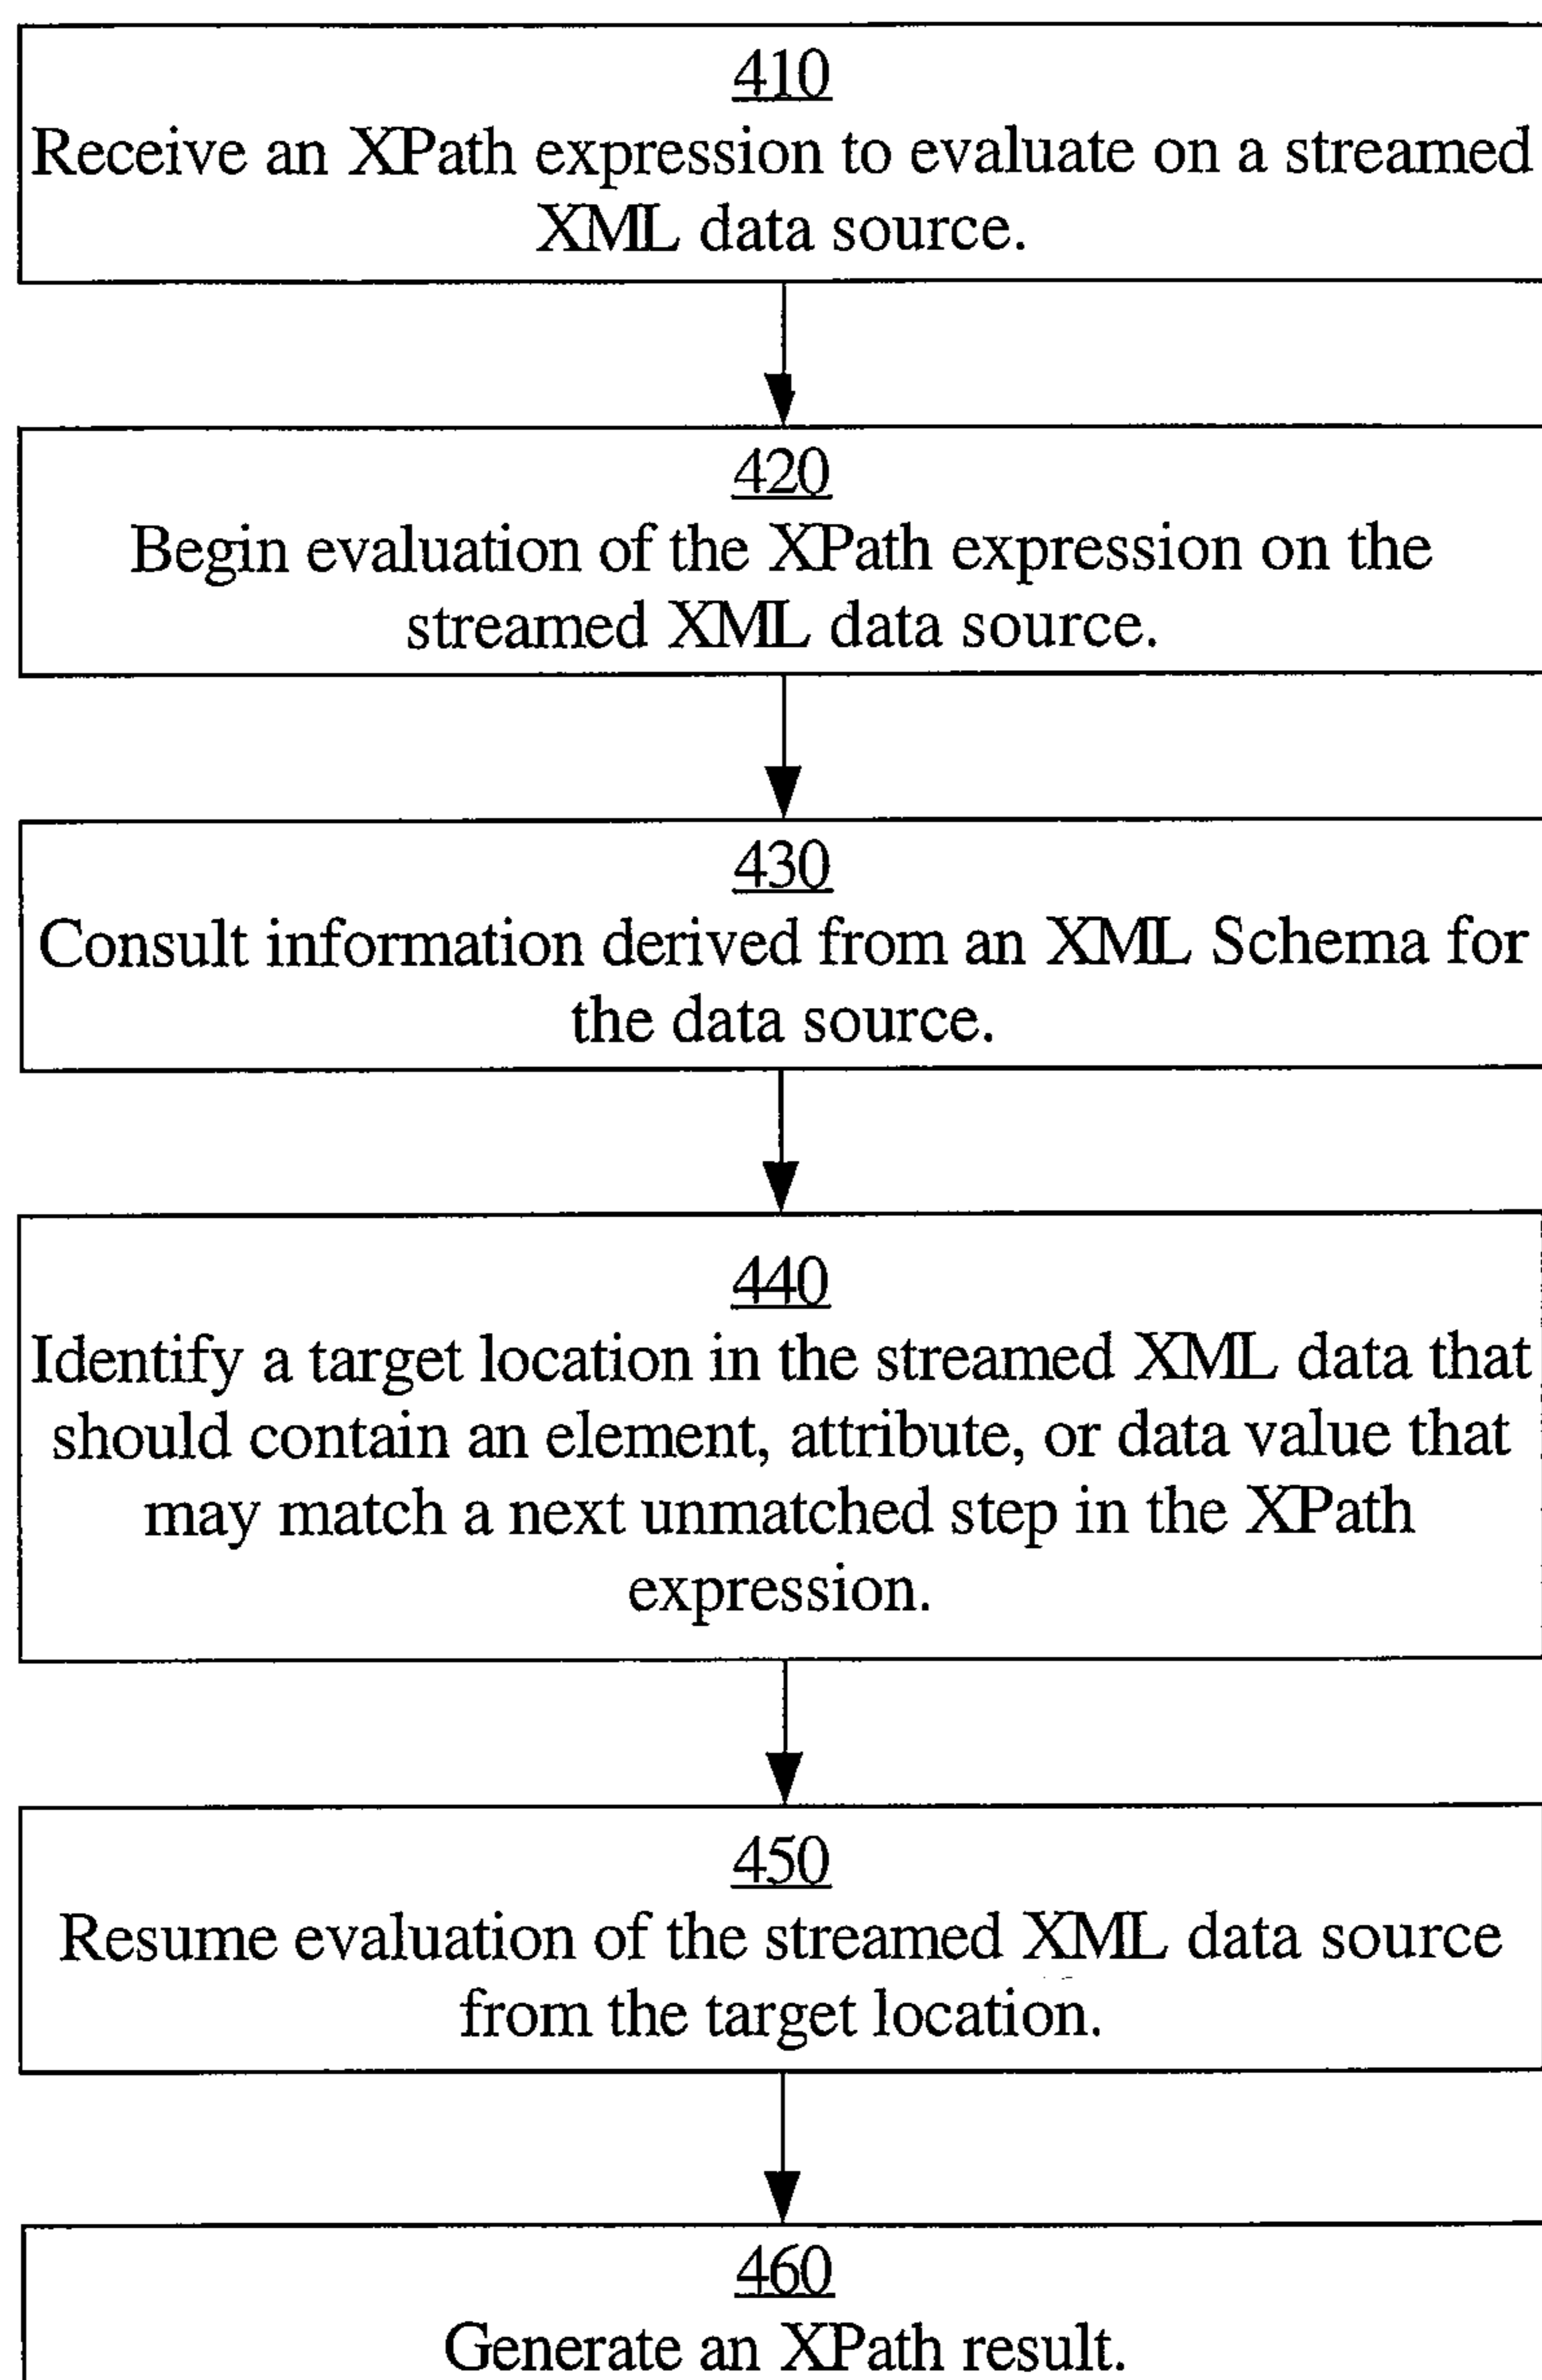 410
Receive an XPath expression to evaluate on a streamed
XML data source.
420
Begin evaluation of the XPath expression on the
streamed XML data source.
430
Consult information derived from an XML Schema for
the data source.
440
Identify a target location in the streamed XML data that
should contain an element, attribute, or data value that
may match a next unmatched step in the XPath
expression.
450
Resume evaluation of the streamed XML data source
from the target location.
460
Generate an XPath result.